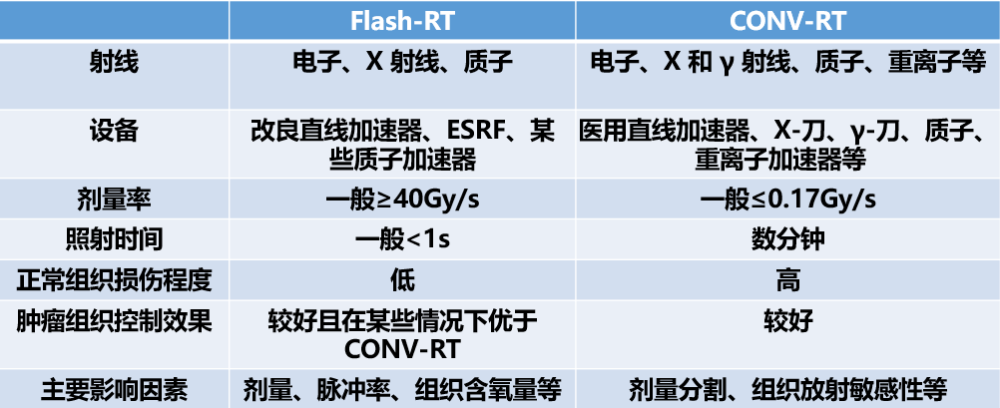 Flash-RT CONV-RT
射线 电子、X 射线、质子 电子、X 和 γ 射线、质子、重离子等
设备 改良直线加速器、ESRF、某 医用直线加速器、X-刀、γ-刀、质子、
些质子加速器 重离子加速器等
剂量率 一般≥40Gy/s 一般≤0.17Gy/s
照射时间 一般<1s 数分钟
正常组织损伤程度 低 高
肿瘤组织控制效果 较好且在某些情况下优于 较好
CONV-RT
主要影响因素 剂量、脉冲率、组织含氧量等 剂量分割、组织放射敏感性等